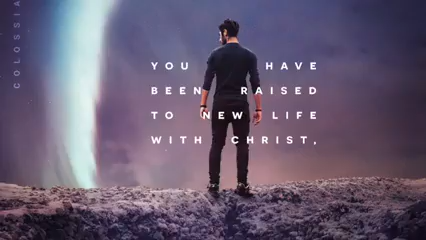 COLOSSIA
YOU HAVE
BEEN RAISED
TO NEW LIFE
WITH CHRIST,